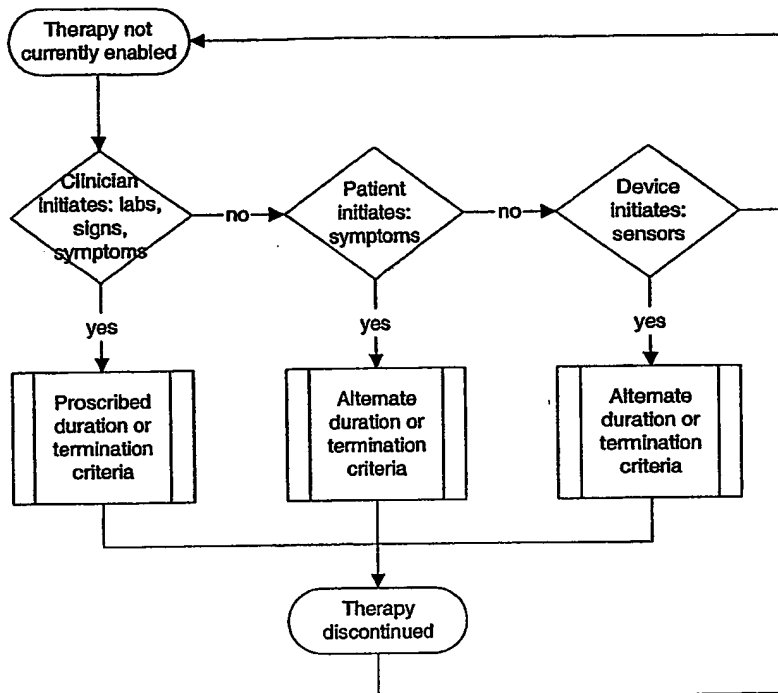 Therapy not
currently enabled
Clinician
initiates: labs,
signs,
symptoms
no
Patient
initiates:
symptoms
no
Device
initiates:
sensors
yes
yes
yes
Proscribed
duration or
termination
criteria
Alternate
duration or
termination
criteria
Alternate
duration or
termination
criteria
Therapy
discontinued